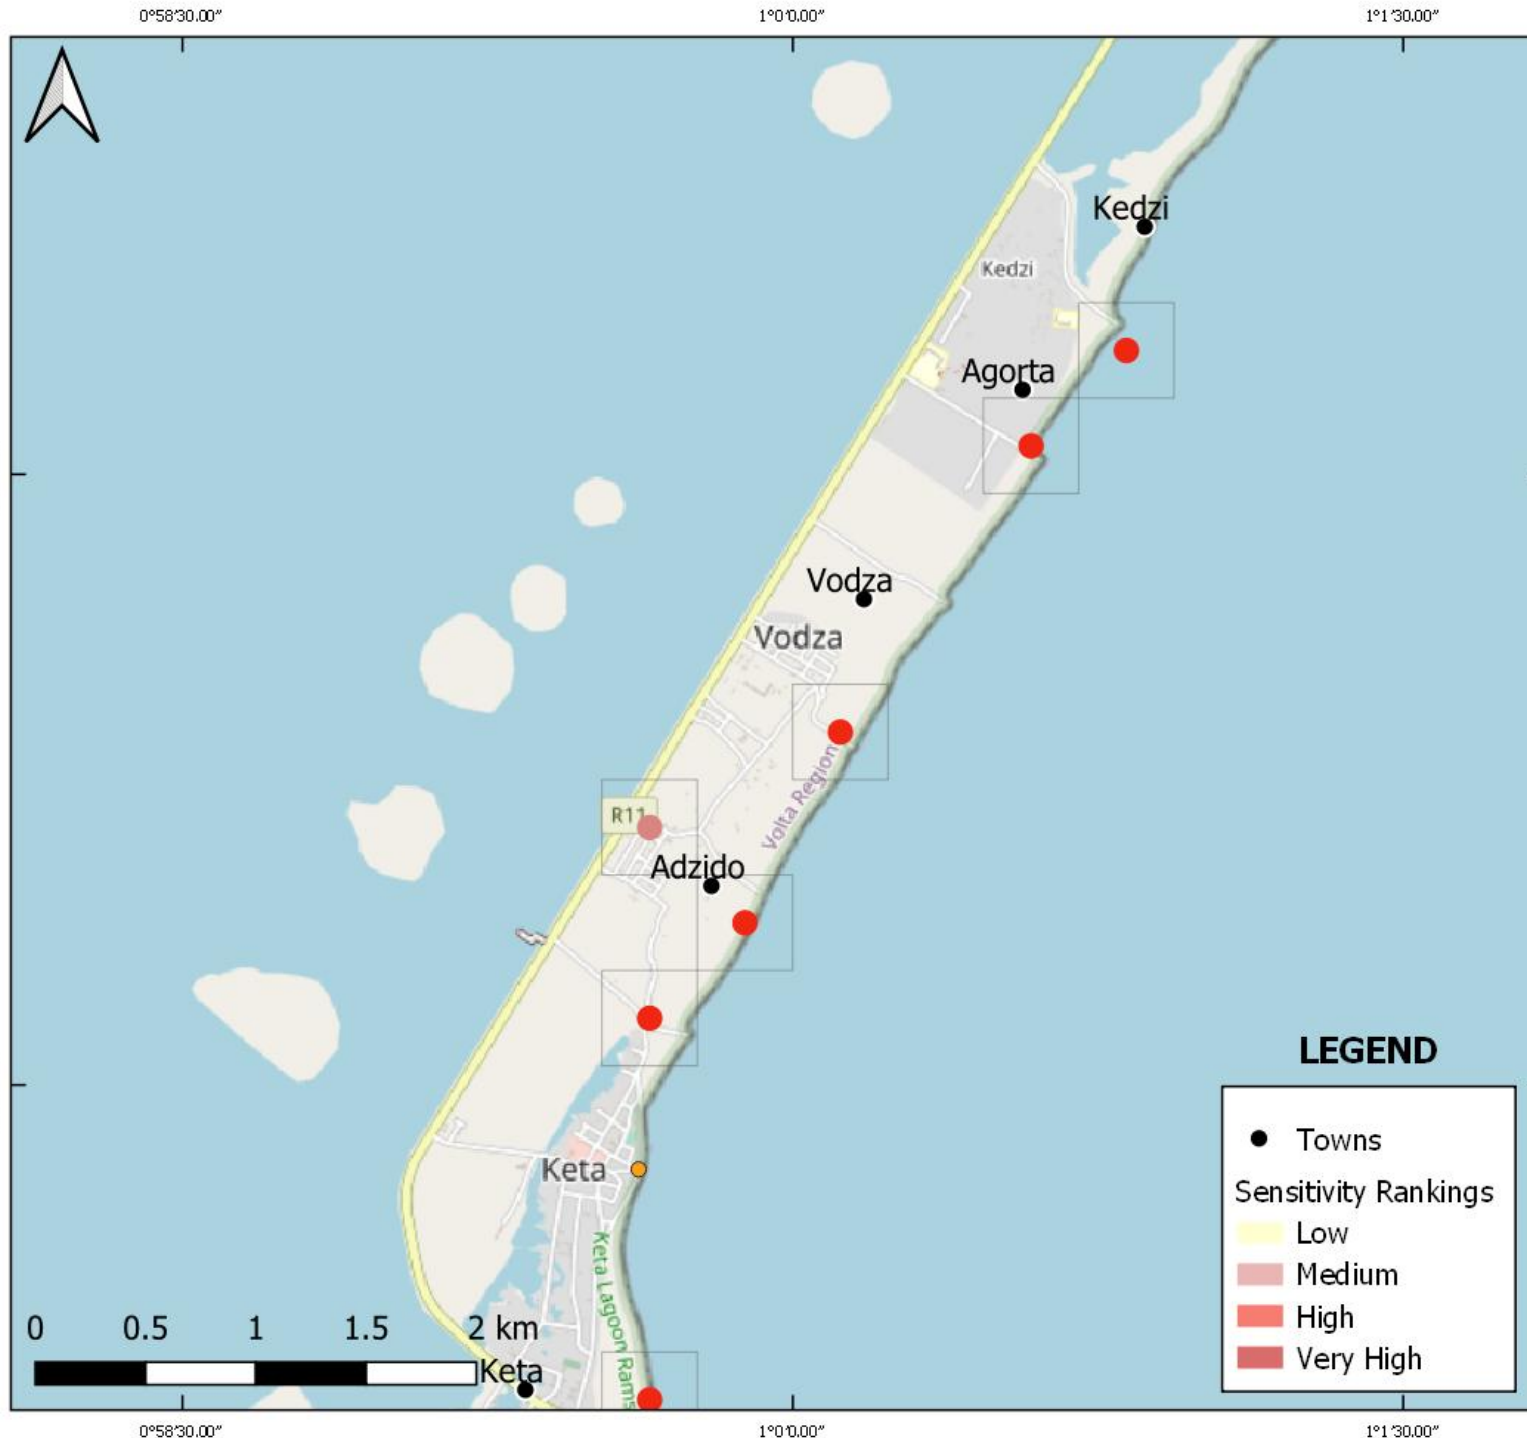 0°58′30.00″ 1°0′0.00″ 1°1′30.00″
Kedzi
Kedzi
Agorta
Vodza
Vodza
Volta Region
R11
Adzido
LEGEND
Towns
Keta
Sensitivity Rankings
Low
Keta Lagoon Rams
Medium
High
0 0.5 1 1.5 2 km
Very High
Keta
0°58′30.00″ 1°0′0.00″ 1°1′30.00″